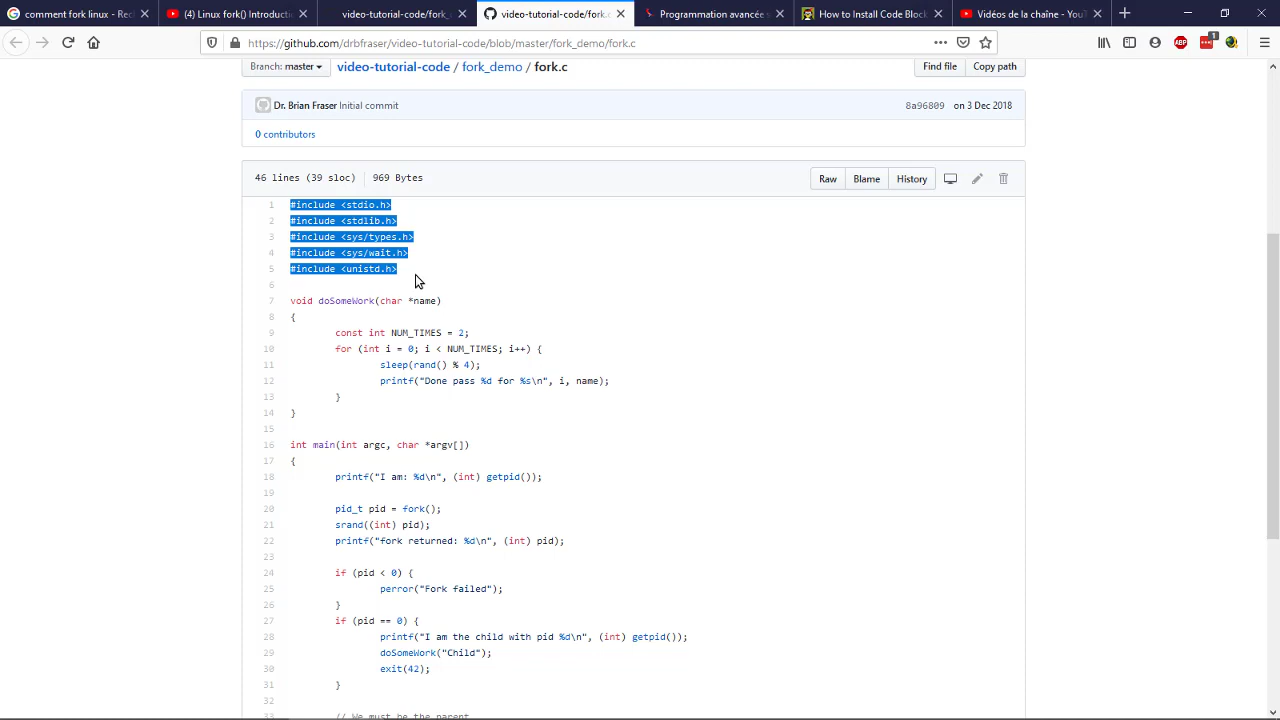 comment fork linux - Rec
(4) Linux fork() Introductio
video-tutorial-code/fork_
video-tutorial-code/fork.c
Programmation avancée s
How to Install Code Block
Vidéos de la chaîne - YouT
https://github.com/drbfraser/video-tutorial-code/blob/master/fork_demo/fork.c
ABP
1
Branch: master
video-tutorial-code / fork_demo / fork.c
Find file
Copy path
Dr. Brian Fraser Initial commit
8a96809 on 3 Dec 2018
0 contributors
46 lines (39 sloc) 969 Bytes
Raw
Blame
History
1 #include <stdio.h>
2 #include <stdlib.h>
3 #include <sys/types.h>
4 #include <sys/wait.h>
5 #include <unistd.h>
6
7 void doSomeWork(char *name)
8 {
9 const int NUM_TIMES = 2;
10 for (int i = 0; i < NUM_TIMES; i++) {
11 sleep(rand() % 4);
12 printf("Done pass %d for %s\n", i, name);
13 }
14 }
15
16 int main(int argc, char *argv[])
17 {
18 printf("I am: %d\n", (int) getpid());
19
20 pid_t pid = fork();
21 srand((int) pid);
22 printf("fork returned: %d\n", (int) pid);
23
24 if (pid < 0) {
25 perror("Fork failed");
26 }
27 if (pid == 0) {
28 printf("I am the child with pid %d\n", (int) getpid());
29 doSomeWork("Child");
30 exit(42);
31 }
32
33 // We must be the parent